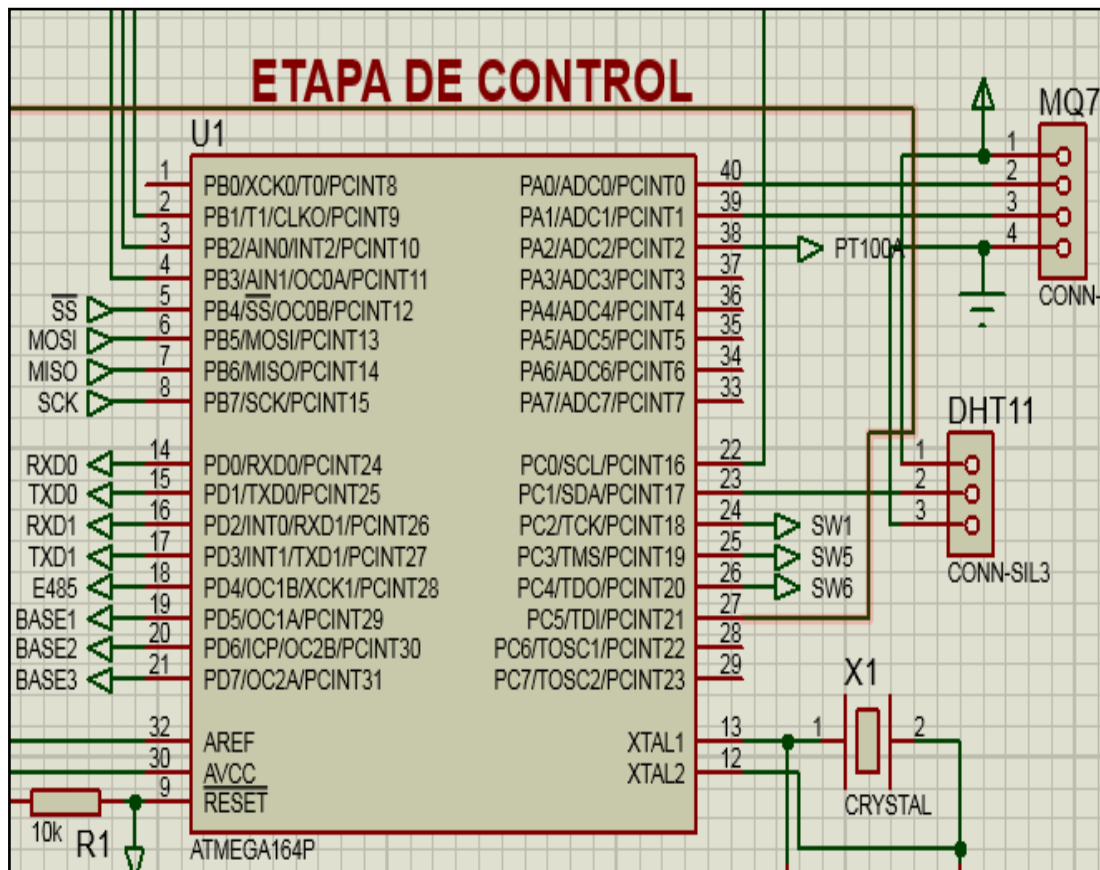 ETAPA DE CONTROL
U1
MQ7
1 PB0/XCK0/T0/PCINT8 PA0/ADC0/PCINT0 40
2 PB1/T1/CLKO/PCINT9 PA1/ADC1/PCINT1 39
3 PB2/AIN0/INT2/PCINT10 PA2/ADC2/PCINT2 38 PT100A
4 PB3/AIN1/OC0A/PCINT11 PA3/ADC3/PCINT3 37
SS 5 PB4/SS/OC0B/PCINT12 PA4/ADC4/PCINT4 36
MOSI 6 PB5/MOSI/PCINT13 PA5/ADC5/PCINT5 35
MISO 7 PB6/MISO/PCINT14 PA6/ADC6/PCINT6 34
SCK 8 PB7/SCK/PCINT15 PA7/ADC7/PCINT7 33
1
2
3
4
CONN-
RXD0 14 PD0/RXD0/PCINT24 PC0/SCL/PCINT16 22
TXD0 15 PD1/TXD0/PCINT25 PC1/SDA/PCINT17 23
RXD1 16 PD2/INT0/RXD1/PCINT26 PC2/TCK/PCINT18 24 SW1
TXD1 17 PD3/INT1/TXD1/PCINT27 PC3/TMS/PCINT19 25 SW5
E485 18 PD4/OC1B/XCK1/PCINT28 PC4/TDO/PCINT20 26 SW6
BASE1 19 PD5/OC1A/PCINT29 PC5/TDI/PCINT21 27
BASE2 20 PD6/ICP/OC2B/PCINT30 PC6/TOSC1/PCINT22 28
BASE3 21 PD7/OC2A/PCINT31 PC7/TOSC2/PCINT23 29
DHT11
1
2
3
CONN-SIL3
32 AREF XTAL1 13
30 AVCC XTAL2 12
9 RESET
X1
1 2
CRYSTAL
10k R1
ATMEGA164P